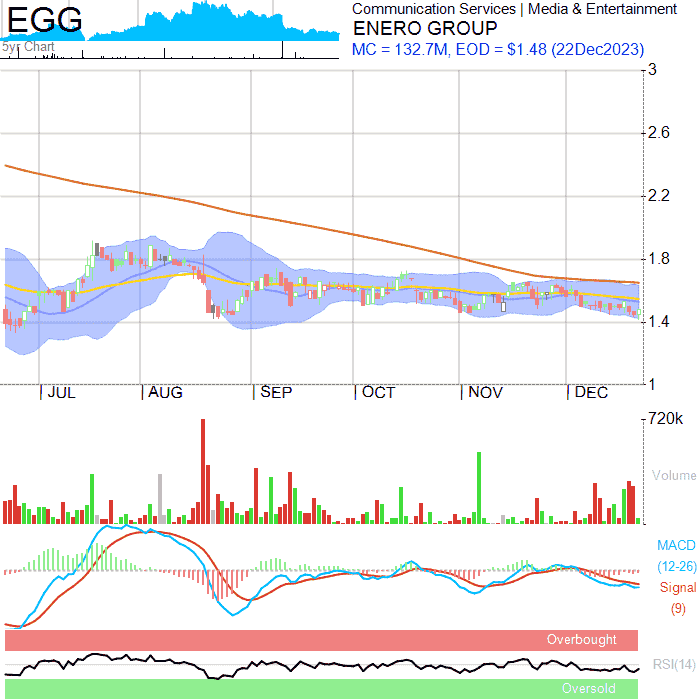 EGG
5yr Chart
Communication Services | Media & Entertainment
ENERO GROUP
MC = 132.7M, EOD = $1.48 (22Dec2023)
3
2.6
2.2
1.8
1.4
1
JUL AUG SEP OCT NOV DEC
720k
Volume
MACD
(12-26)
Signal
(9)
Overbought
RSI(14)
Oversold